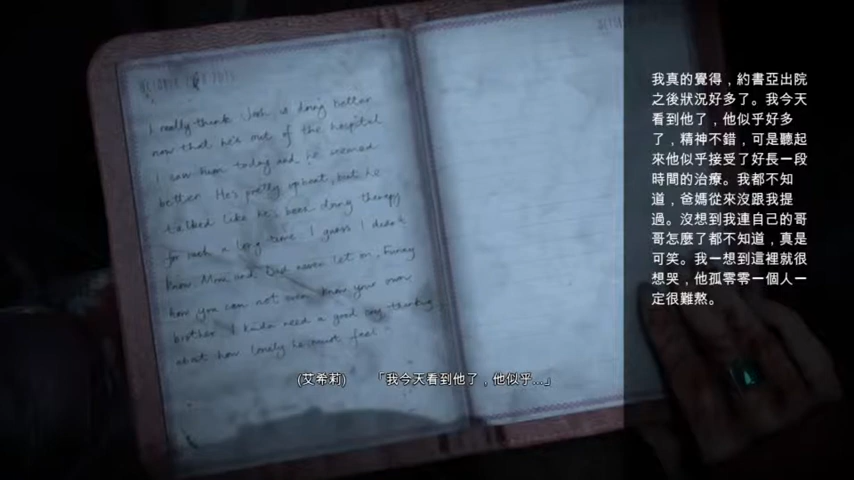 OCTOBER
I really think Josh is doing better
now that he's out of the hospital
I saw him today and he seemed
better. He's pretty upbeat, but he
talked like he's been doing therapy
for such a long time. I guess I didn't
know Mom and Dad never let on. Funny
how you can not even know your own
brother. I kinda need a good cry thinking
about how lonely he must feel.
我真的覺得，約書亞出院
之後狀況好多了。我今天
看到他了，他似乎好多
了，精神不錯，可是聽起
來他似乎接受了好長一段
時間的治療。我都不知
道，爸媽從來沒跟我提
過。沒想到我連自己的哥
哥怎麼了都不知道，真是
可笑。我一想到這裡就很
想哭，他孤零零一個人一
定很難熬。
(艾希莉) 「我今天看到他了，他似乎...」